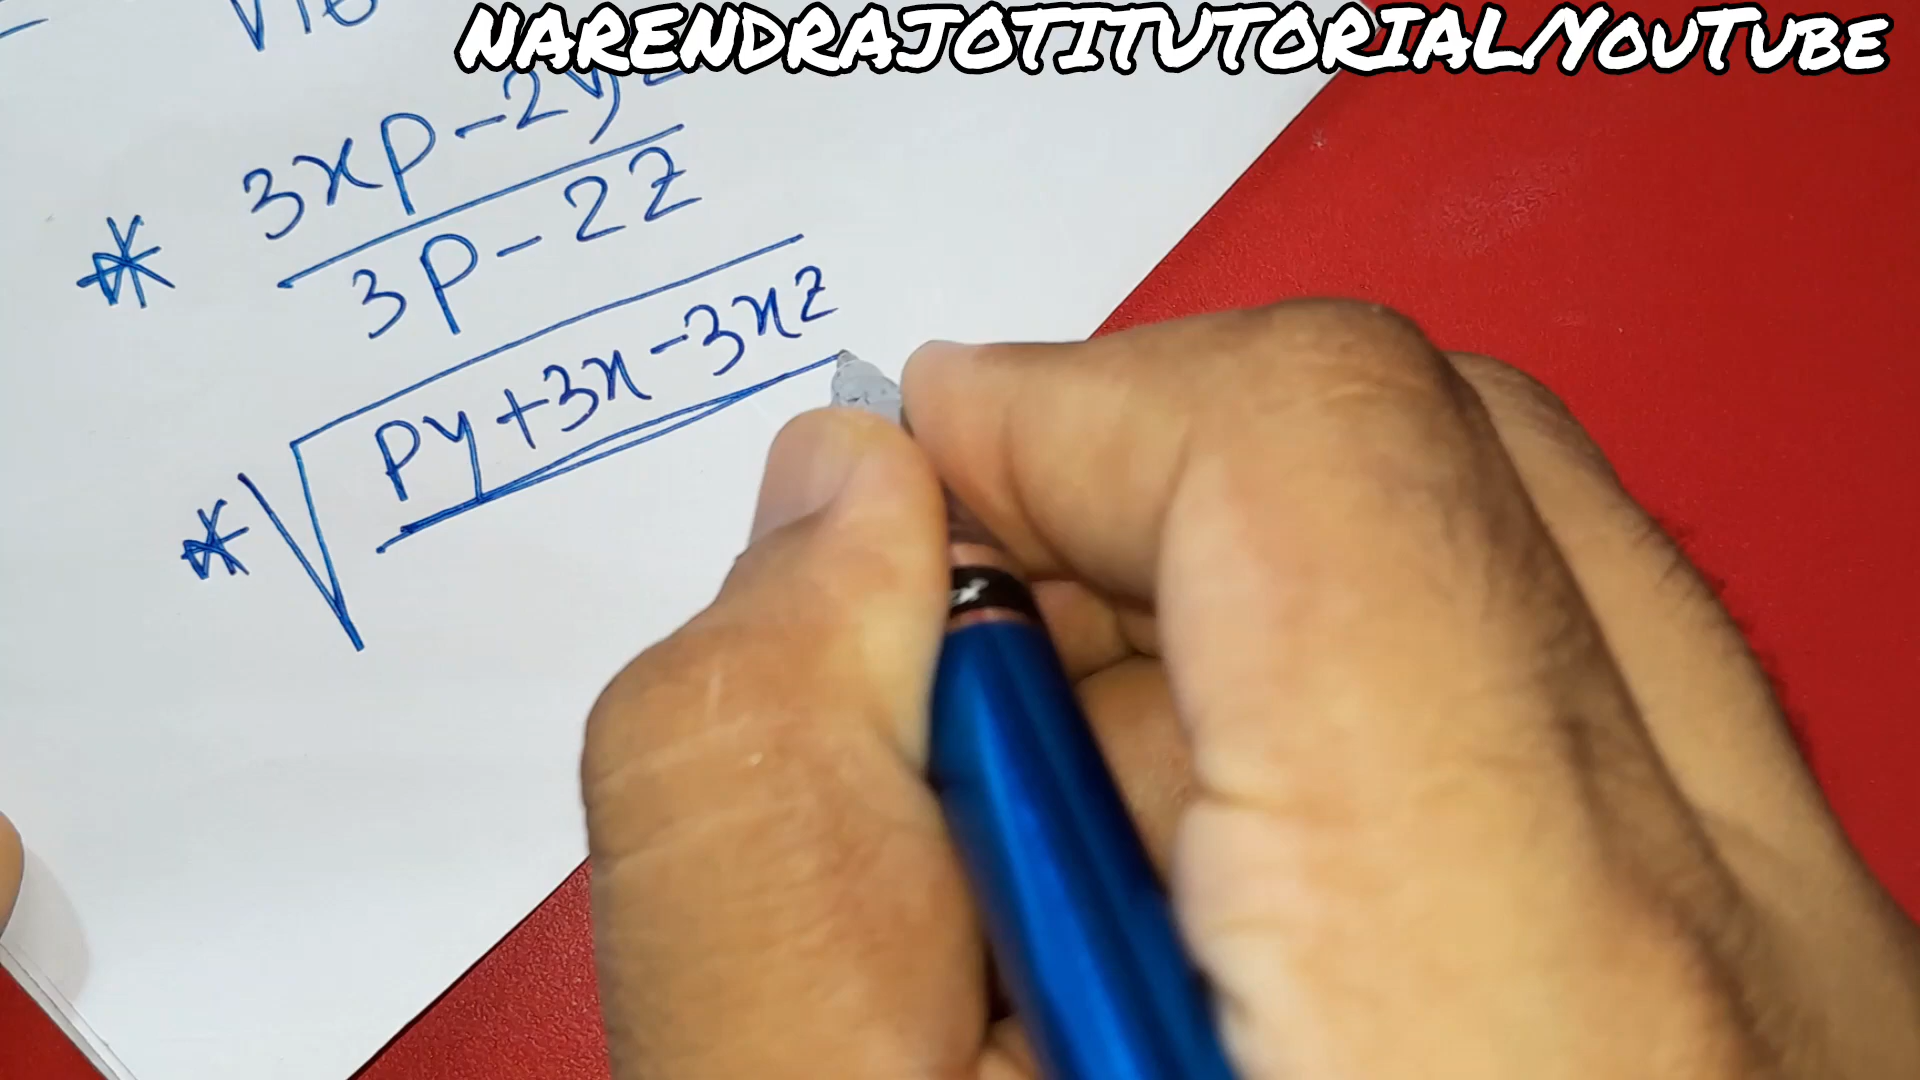 NARENDRAJOTITUTORIAL/YOUTUBE
* 3xp-2y
3p-2z
* √py+3x-3xz